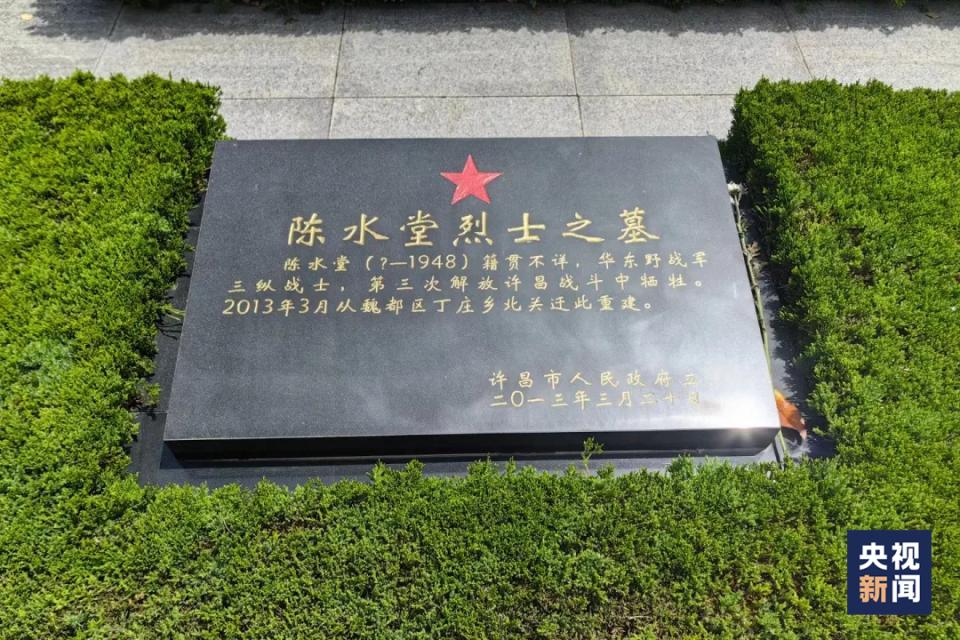 陈水堂烈士之墓
陈水堂（?—1948）籍贯不详，华东野战军
三纵战士，第三次解放许昌战斗中牺牲。
2013年3月从魏都区丁庄乡北关迁此重建。
许昌市人民政府立
二〇一三年三月二十日
央视
新闻